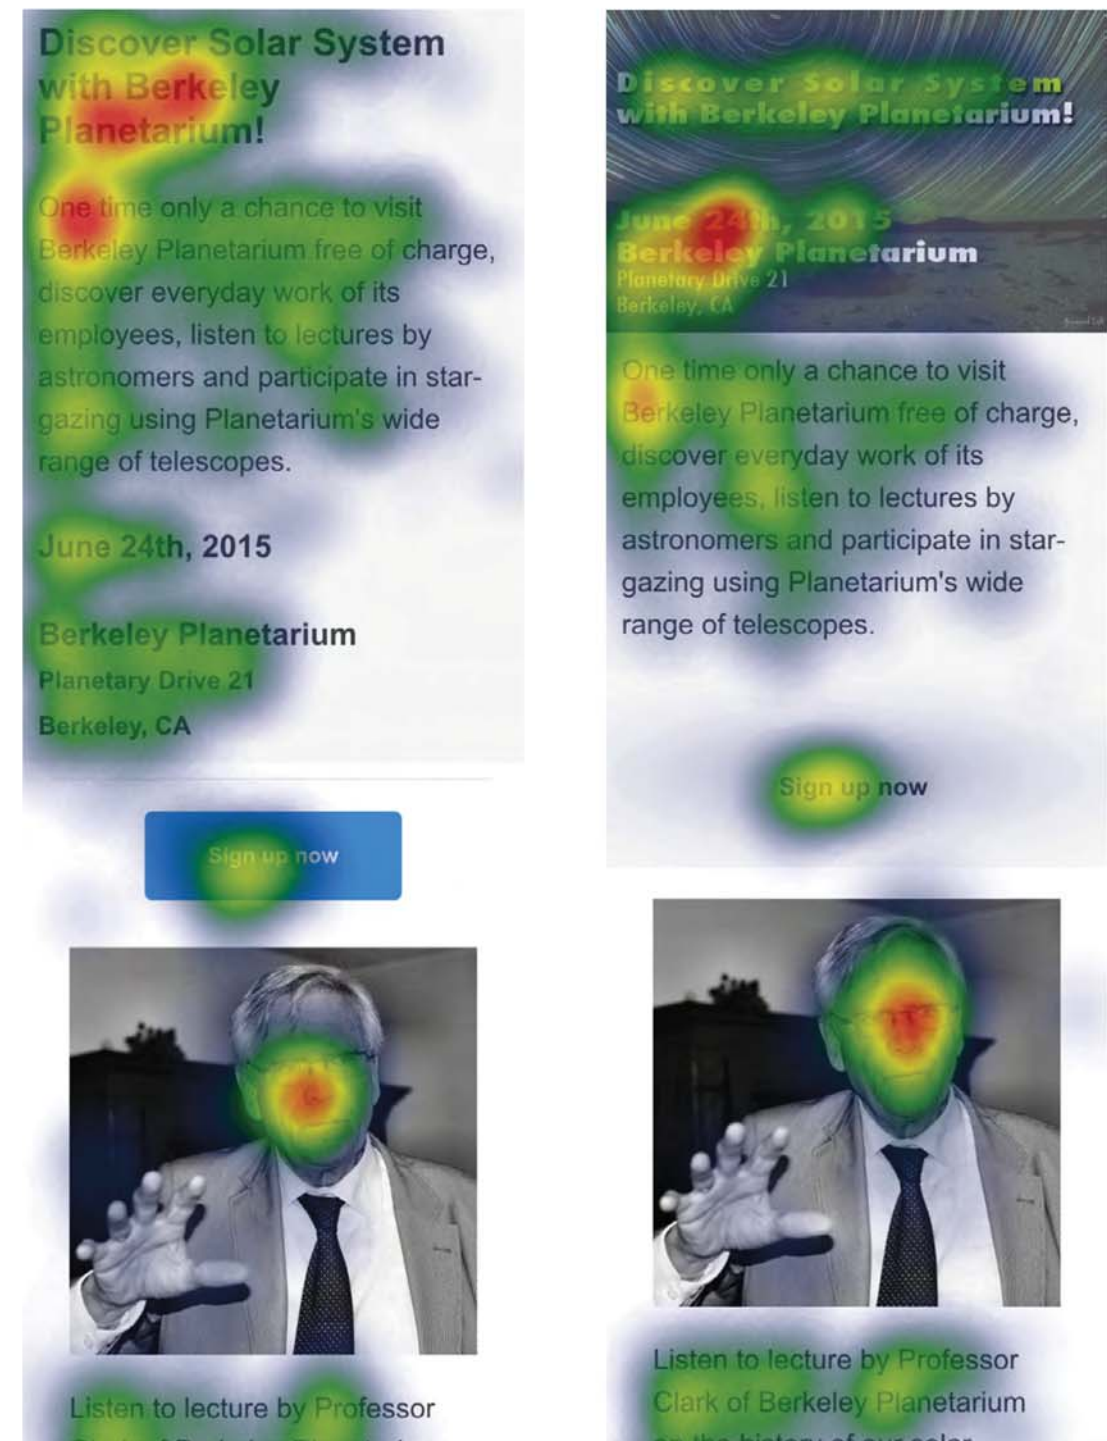 Discover Solar System
with Berkeley
Planetarium!
One time only a chance to visit
Berkeley Planetarium free of charge,
discover everyday work of its
employees, listen to lectures by
astronomers and participate in star-
gazing using Planetarium's wide
range of telescopes.
June 24th, 2015
Berkeley Planetarium
Planetary Drive 21
Berkeley, CA
Sign up now
Listen to lecture by Professor
Discover Solar System
with Berkeley Planetarium!
June 24th, 2015
Berkeley Planetarium
Planetary Drive 21
Berkeley, CA
One time only a chance to visit
Berkeley Planetarium free of charge,
discover everyday work of its
employees, listen to lectures by
astronomers and participate in star-
gazing using Planetarium's wide
range of telescopes.
Sign up now
Listen to lecture by Professor
Clark of Berkeley Planetarium
on the history of our solar